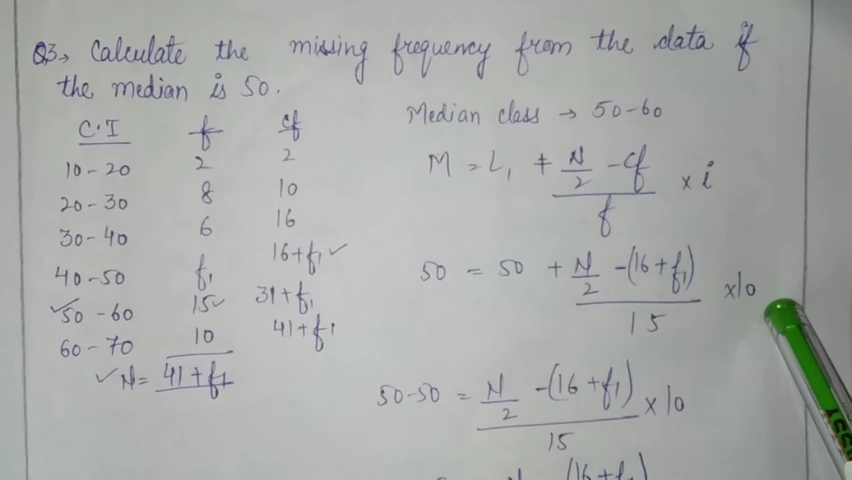 Q3→ Calculate the missing frequency from the data if
the median is 50.
C.I f cf
10-20 2 2
20-30 8 10
30-40 6 16
40-50 f₁ 16+f₁ ✓
✓50-60 15✓ 31+f₁
60-70 10 41+f₁
✓N= 41+f₁
Median class → 50-60
M = L₁ + N/2 - cf / f × i
50 = 50 + N/2 - (16+f₁) / 15 ×10
50-50 = N/2 - (16+f₁) / 15 ×10
(16+f₁)